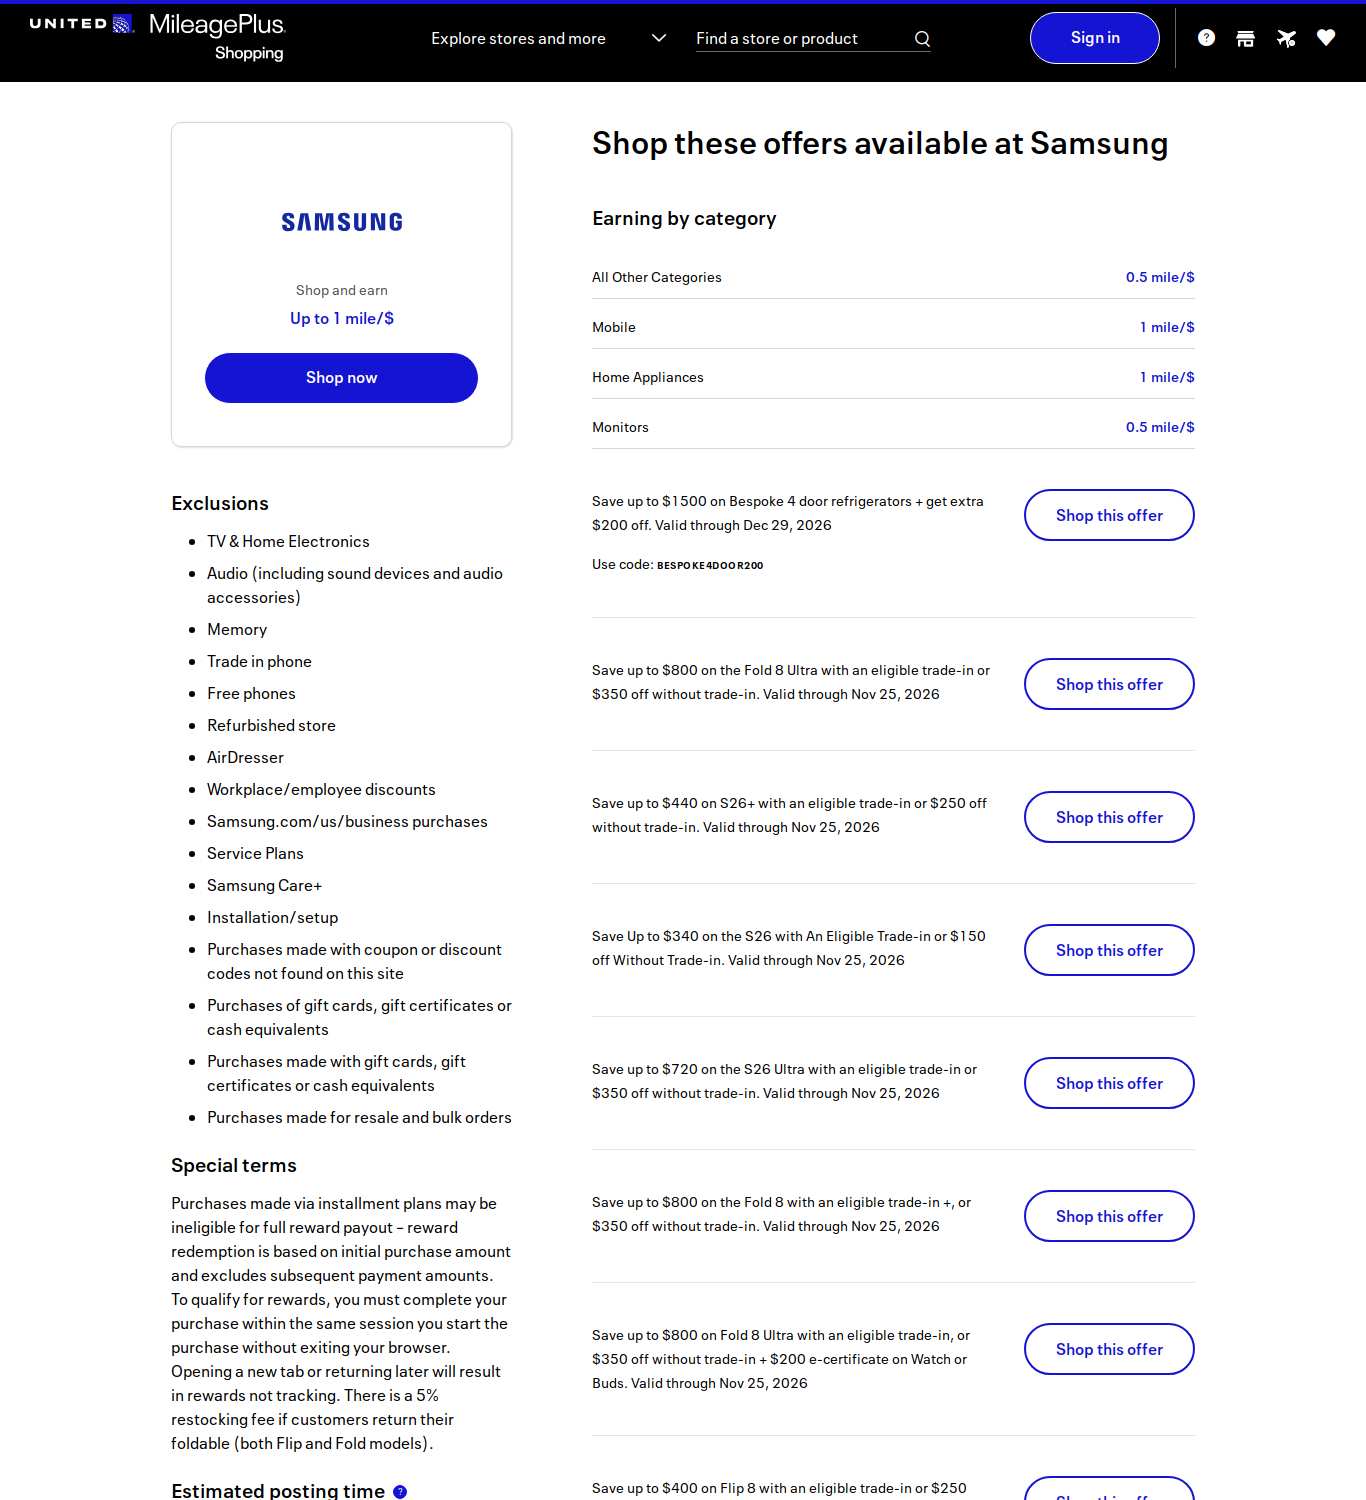 UNITED MileagePlus
Shopping
Explore stores and more
Find a store or product
Sign in
?
SAMSUNG
Shop and earn
Up to 1 mile/$
Shop now
Exclusions
TV & Home Electronics
Audio (including sound devices and audio
accessories)
Memory
Trade in phone
Free phones
Refurbished store
AirDresser
Workplace/employee discounts
Samsung.com/us/business purchases
Service Plans
Samsung Care+
Installation/setup
Purchases made with coupon or discount
codes not found on this site
Purchases of gift cards, gift certificates or
cash equivalents
Purchases made with gift cards, gift
certificates or cash equivalents
Purchases made for resale and bulk orders
Special terms
Purchases made via installment plans may be
ineligible for full reward payout – reward
redemption is based on initial purchase amount
and excludes subsequent payment amounts.
To qualify for rewards, you must complete your
purchase within the same session you start the
purchase without exiting your browser.
Opening a new tab or returning later will result
in rewards not tracking. There is a 5%
restocking fee if customers return their
foldable (both Flip and Fold models).
Estimated posting time ?
Shop these offers available at Samsung
Earning by category
All Other Categories 0.5 mile/$
Mobile 1 mile/$
Home Appliances 1 mile/$
Monitors 0.5 mile/$
Save up to $1500 on Bespoke 4 door refrigerators + get extra
$200 off. Valid through Dec 29, 2026
Use code: BESPOKE4DOOR200
Shop this offer
Save up to $800 on the Fold 8 Ultra with an eligible trade-in or
$350 off without trade-in. Valid through Nov 25, 2026
Shop this offer
Save up to $440 on S26+ with an eligible trade-in or $250 off
without trade-in. Valid through Nov 25, 2026
Shop this offer
Save Up to $340 on the S26 with An Eligible Trade-in or $150
off Without Trade-in. Valid through Nov 25, 2026
Shop this offer
Save up to $720 on the S26 Ultra with an eligible trade-in or
$350 off without trade-in. Valid through Nov 25, 2026
Shop this offer
Save up to $800 on the Fold 8 with an eligible trade-in +, or
$350 off without trade-in. Valid through Nov 25, 2026
Shop this offer
Save up to $800 on Fold 8 Ultra with an eligible trade-in, or
$350 off without trade-in + $200 e-certificate on Watch or
Buds. Valid through Nov 25, 2026
Shop this offer
Save up to $400 on Flip 8 with an eligible trade-in or $250